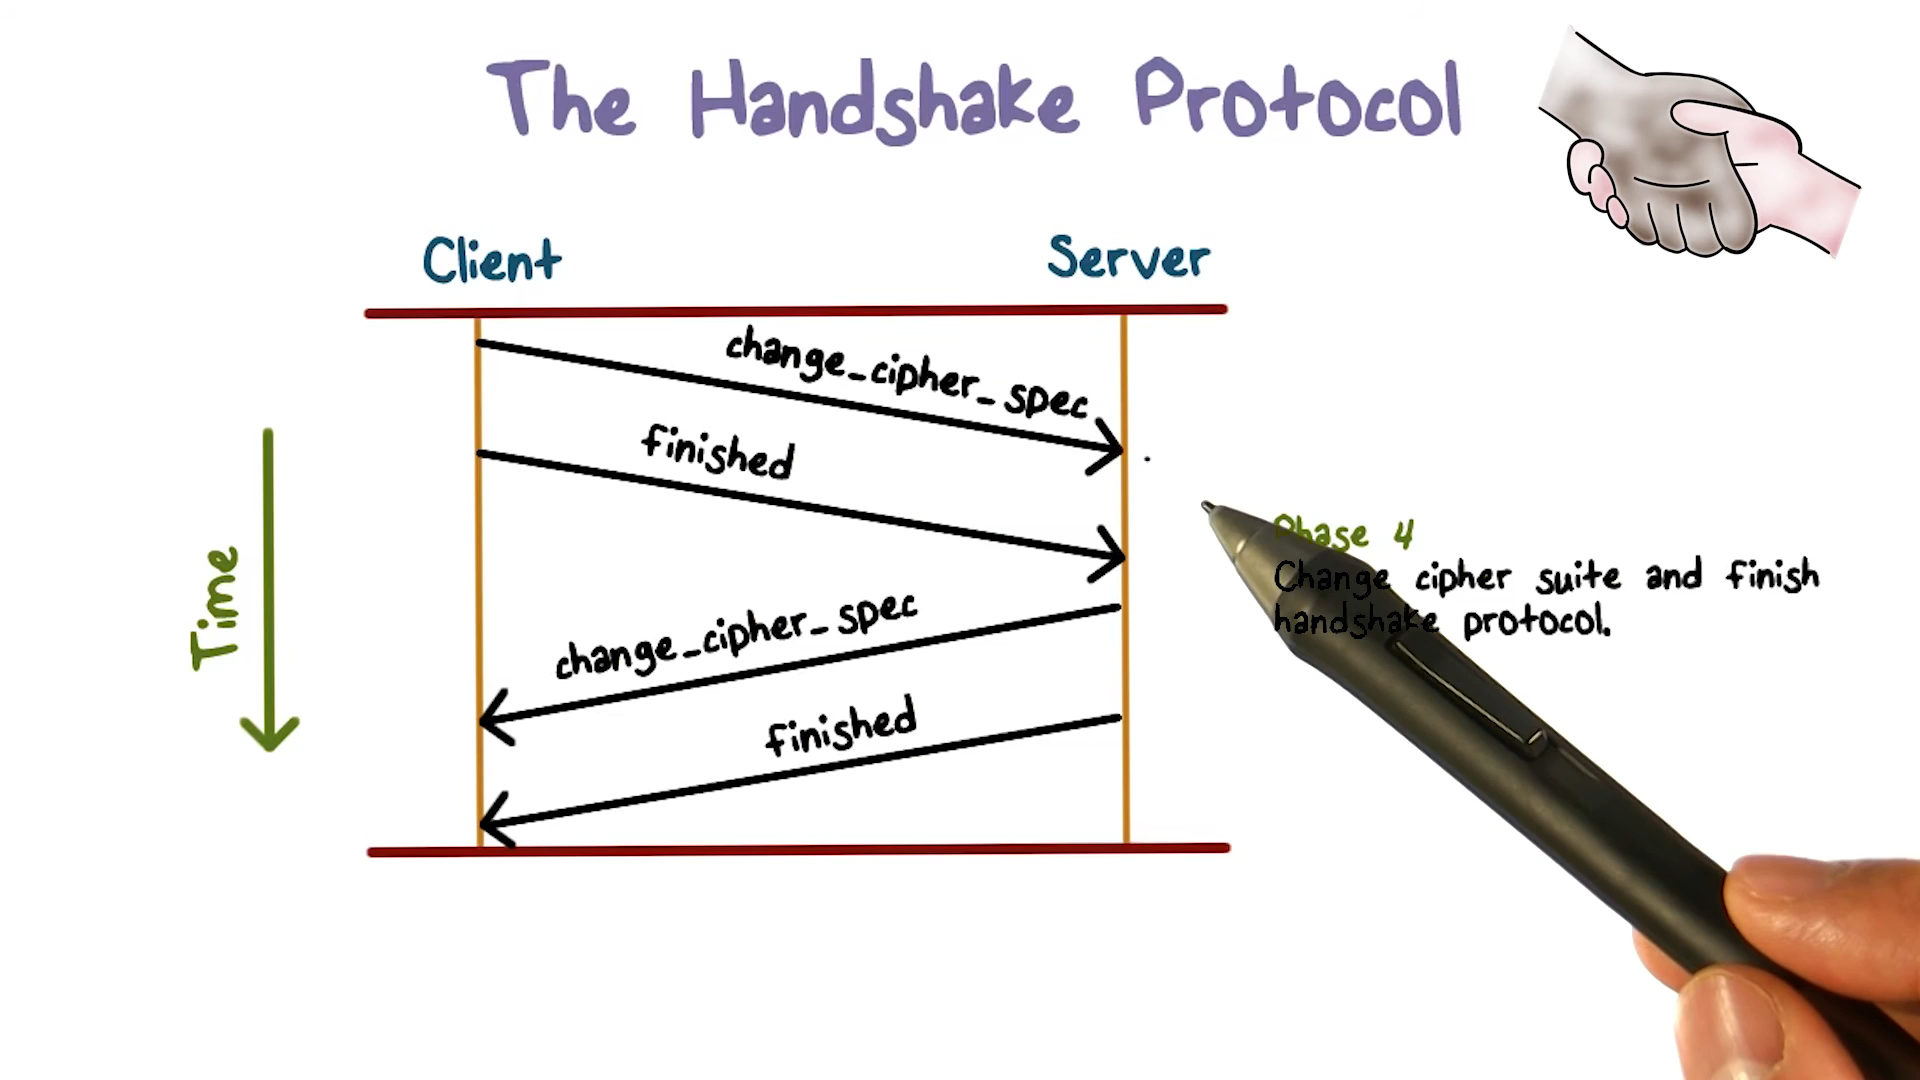 The Handshake Protocol
Client
Server
change_cipher_spec
finished
Time
change_cipher_spec
finished
Phase 4
Change cipher suite and finish
handshake protocol.